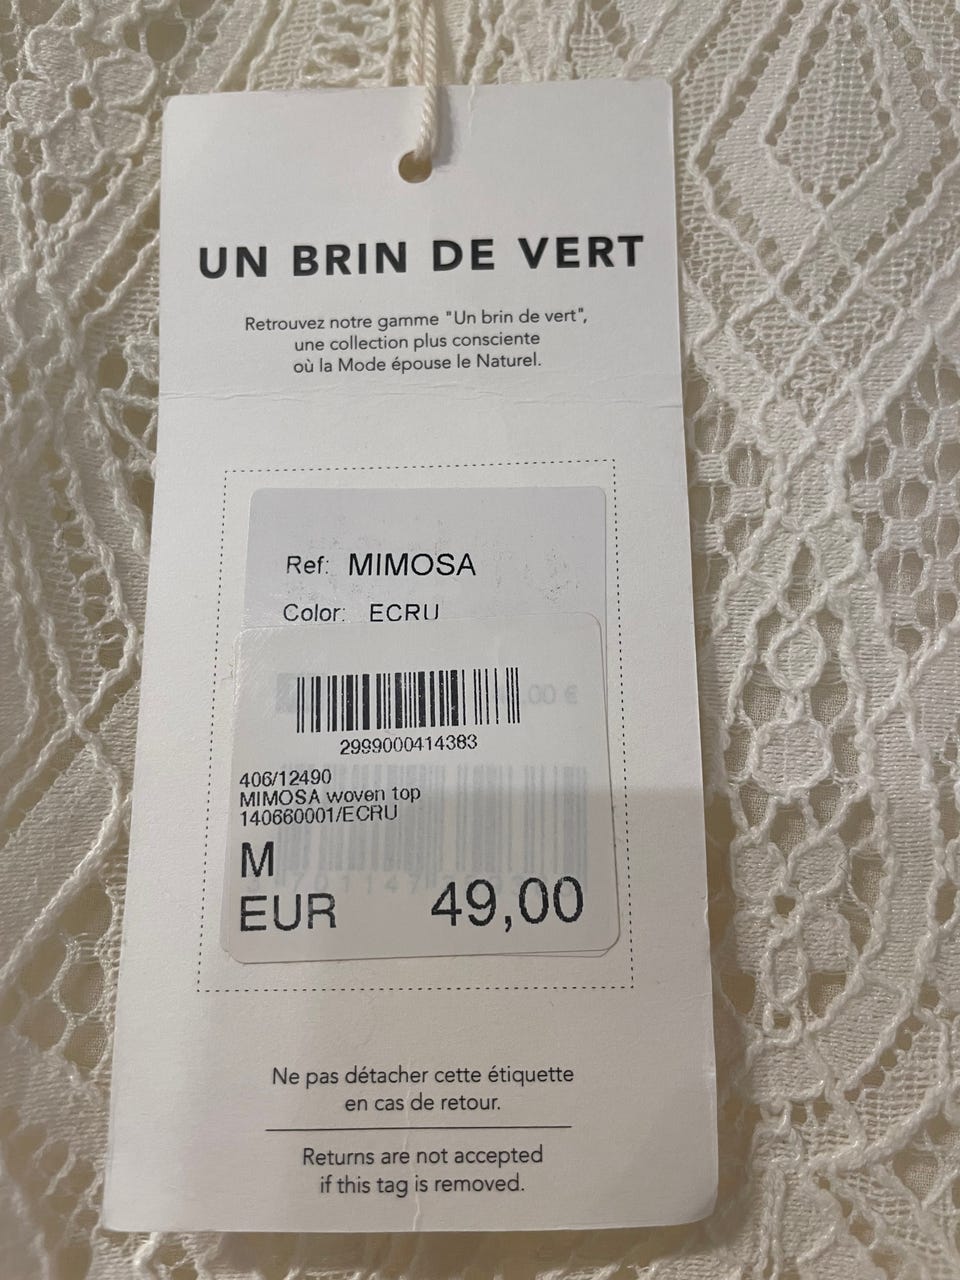 UN BRIN DE VERT
Retrouvez notre gamme "Un brin de vert",
une collection plus consciente
où la Mode épouse le Naturel.
Ref: MIMOSA
Color: ECRU
.00 €
2999000414383
406/12490
MIMOSA woven top
140660001/ECRU
M
EUR 49,00
Ne pas détacher cette étiquette
en cas de retour.
Returns are not accepted
if this tag is removed.